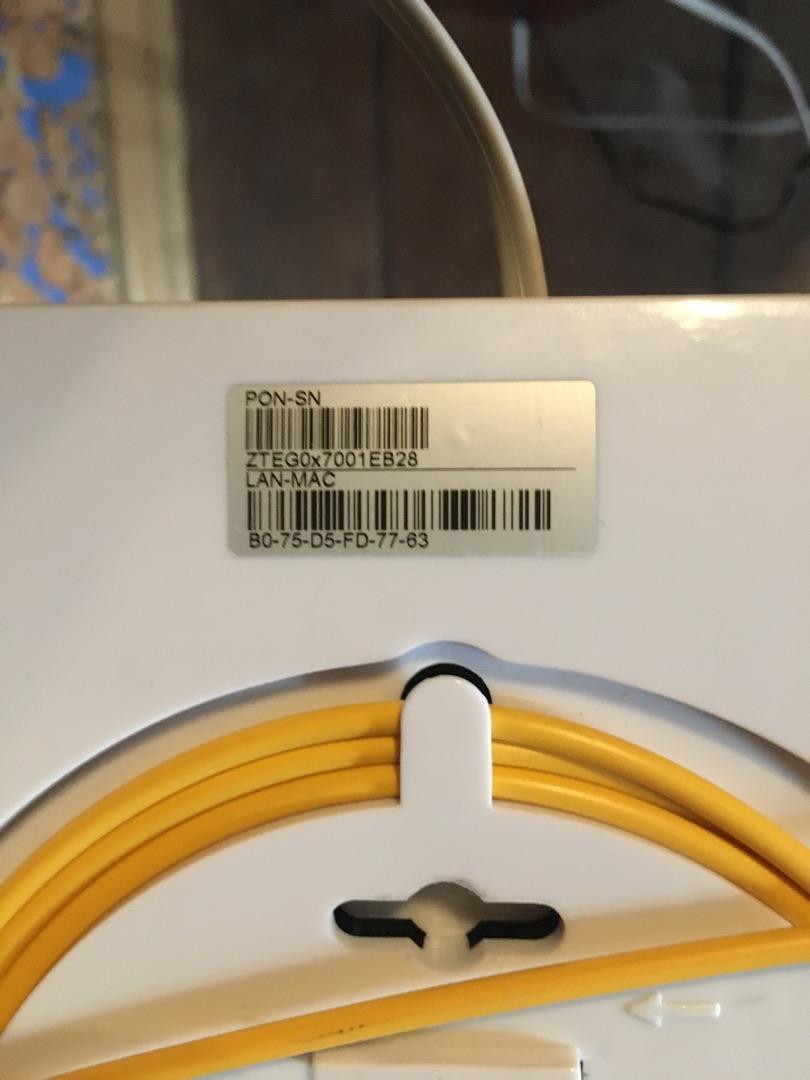 PON-SN
ZTEG0x7001EB28
LAN-MAC
B0-75-D5-FD-77-63